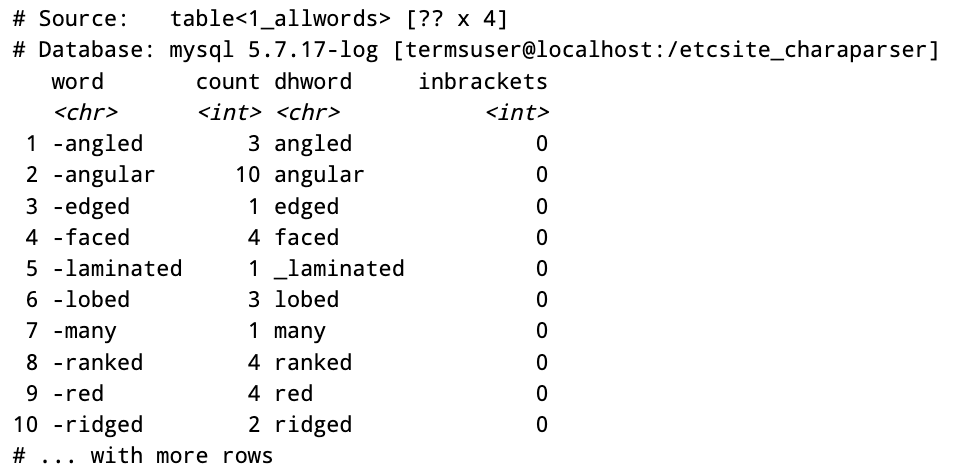 # Source:   table<1_allwords> [?? x 4]
# Database: mysql 5.7.17-log [termsuser@localhost:/etcsite_charaparser]
   word       count dhword     inbrackets
   <chr>      <int> <chr>           <int>
 1 -angled        3 angled              0
 2 -angular      10 angular             0
 3 -edged         1 edged               0
 4 -faced         4 faced               0
 5 -laminated     1 _laminated          0
 6 -lobed         3 lobed               0
 7 -many          1 many                0
 8 -ranked        4 ranked              0
 9 -red           4 red                 0
10 -ridged        2 ridged              0
# ... with more rows